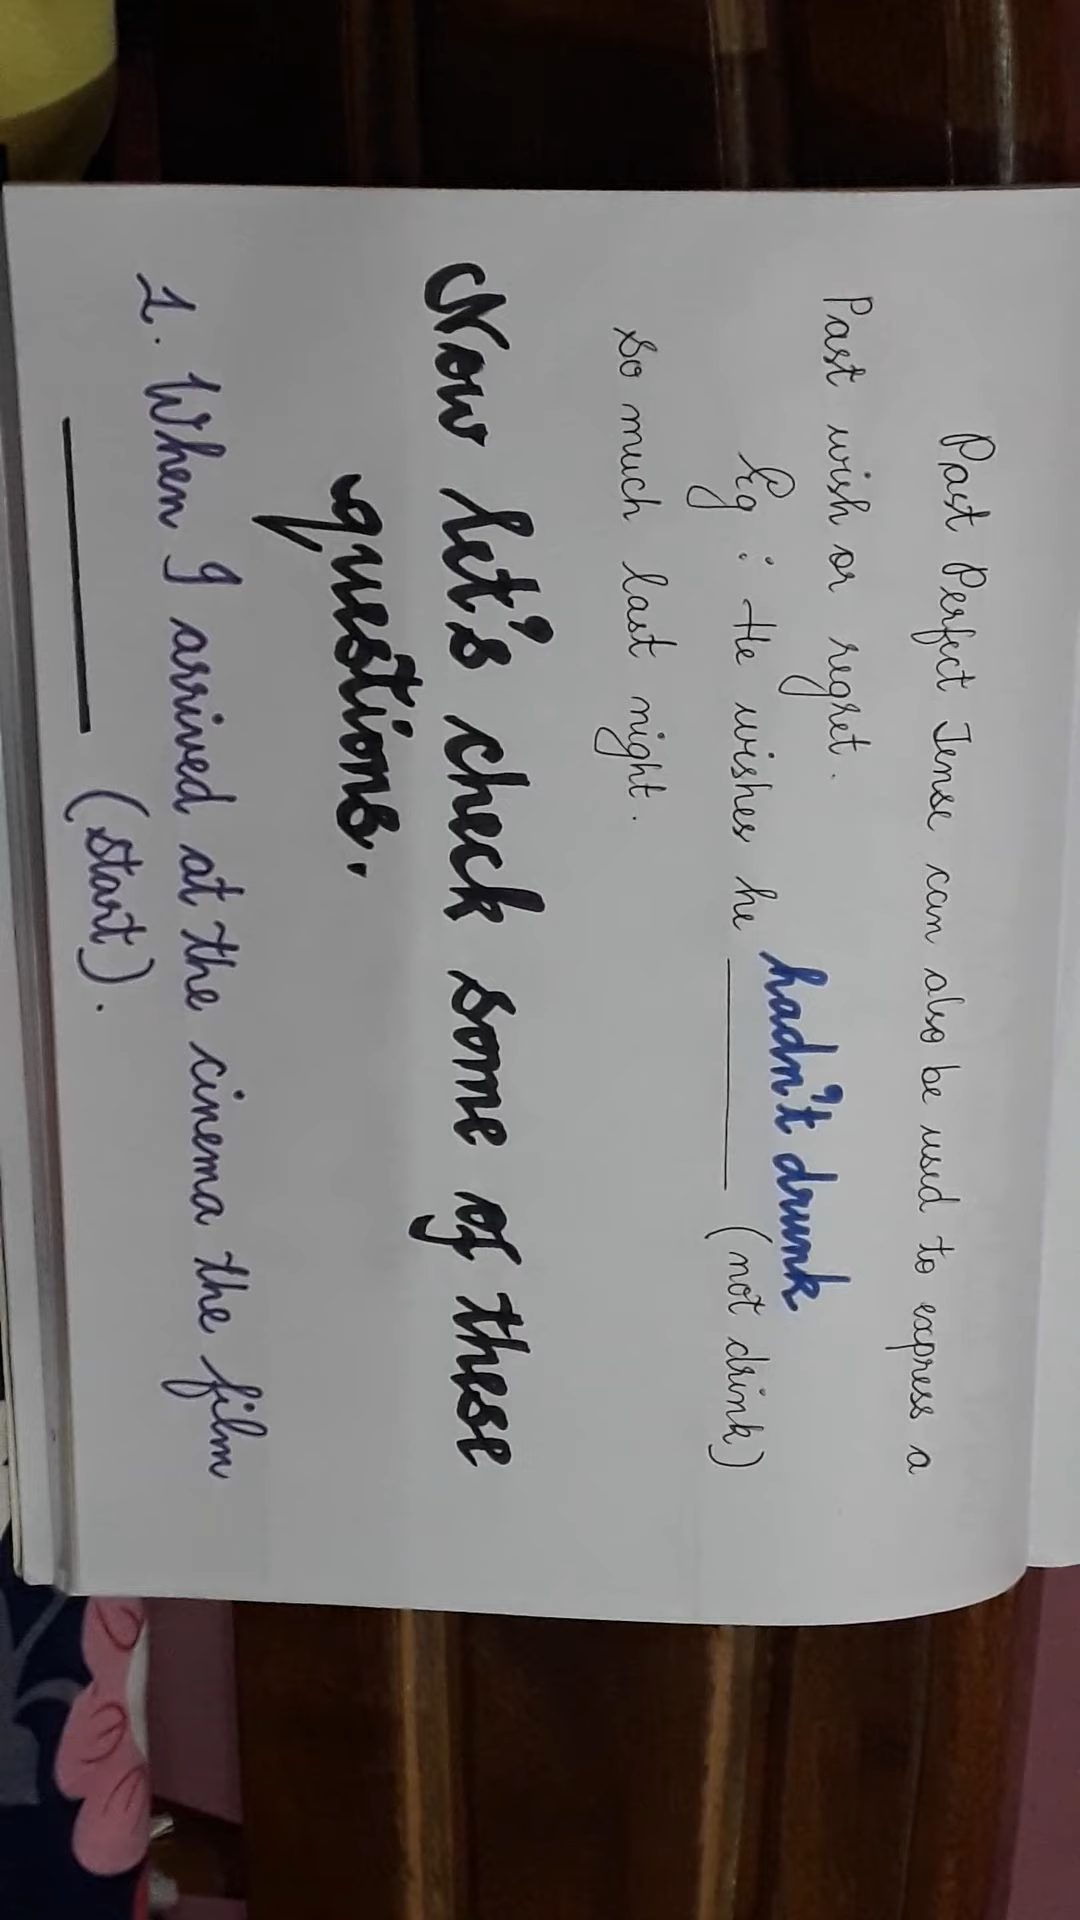 Past Perfect Tense can also be used to express a
Past wish or regret.
Eg : He wishes he hadn't drunk (not drink)
so much last night.
Now let's check some of these
questions.
1. When I arrived at the cinema the film
(start).